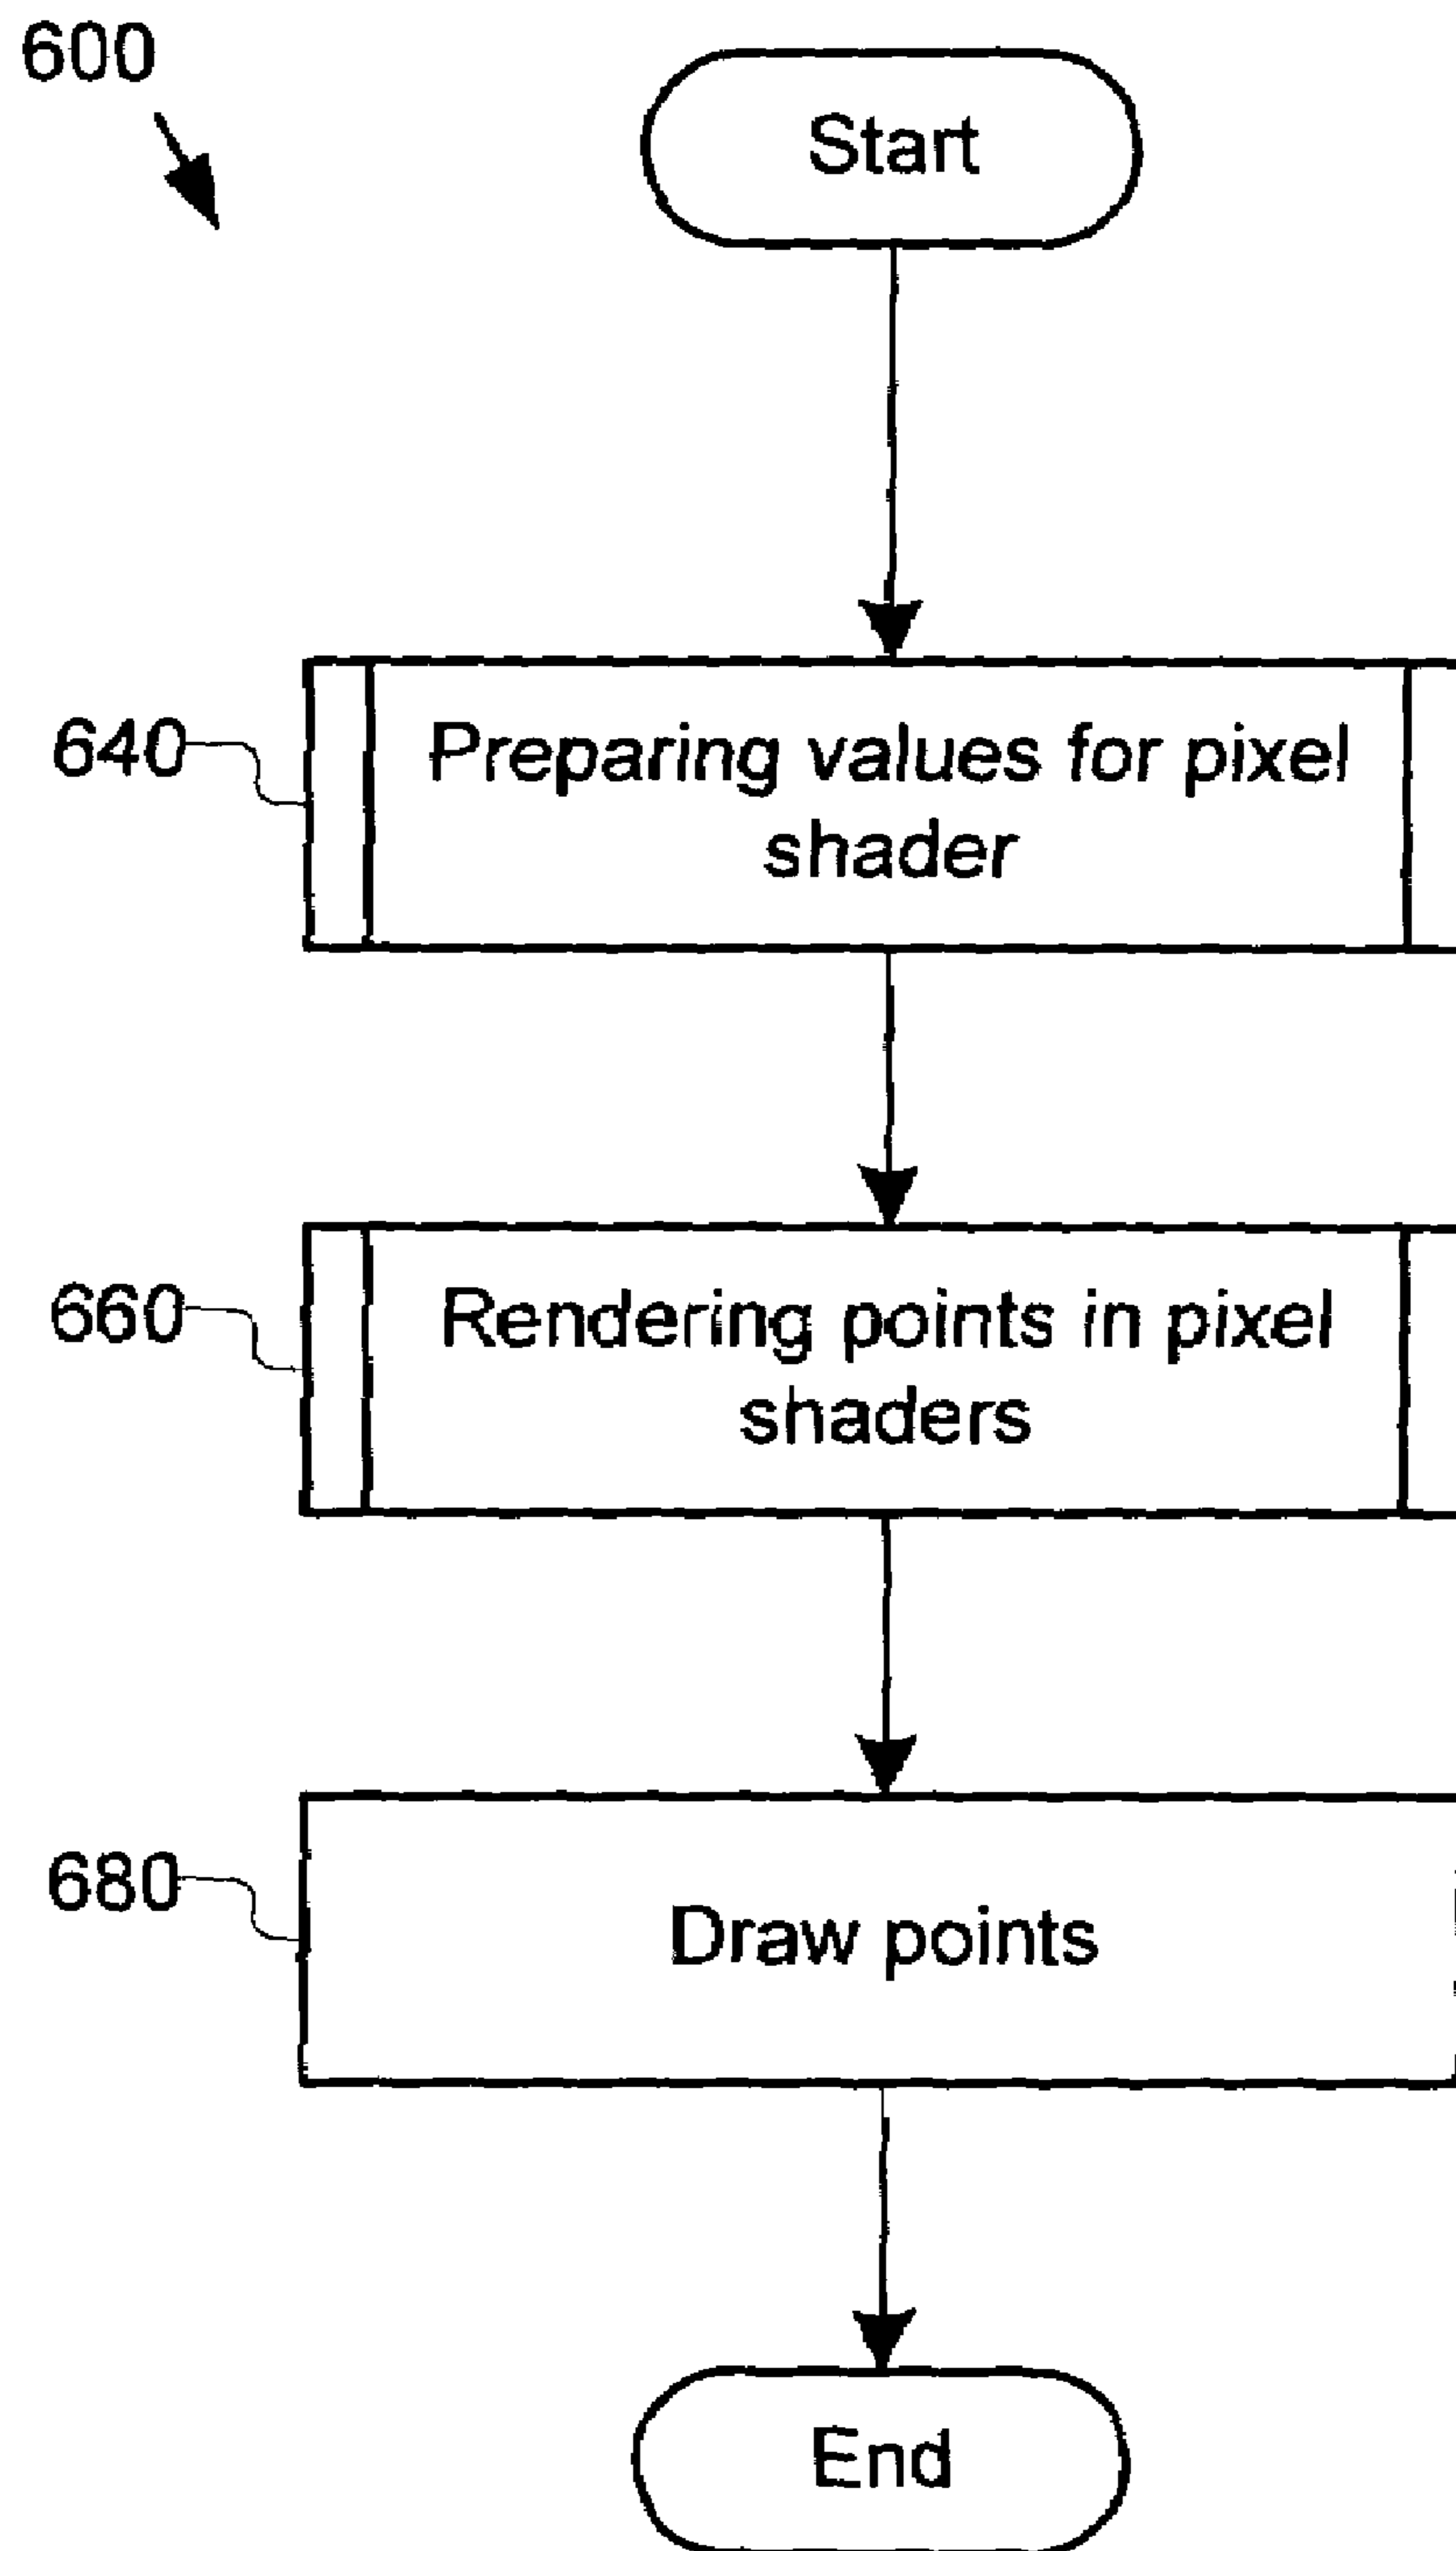 600
Start
640
Preparing values for pixel
shader
660
Rendering points in pixel
shaders
680
Draw points
End